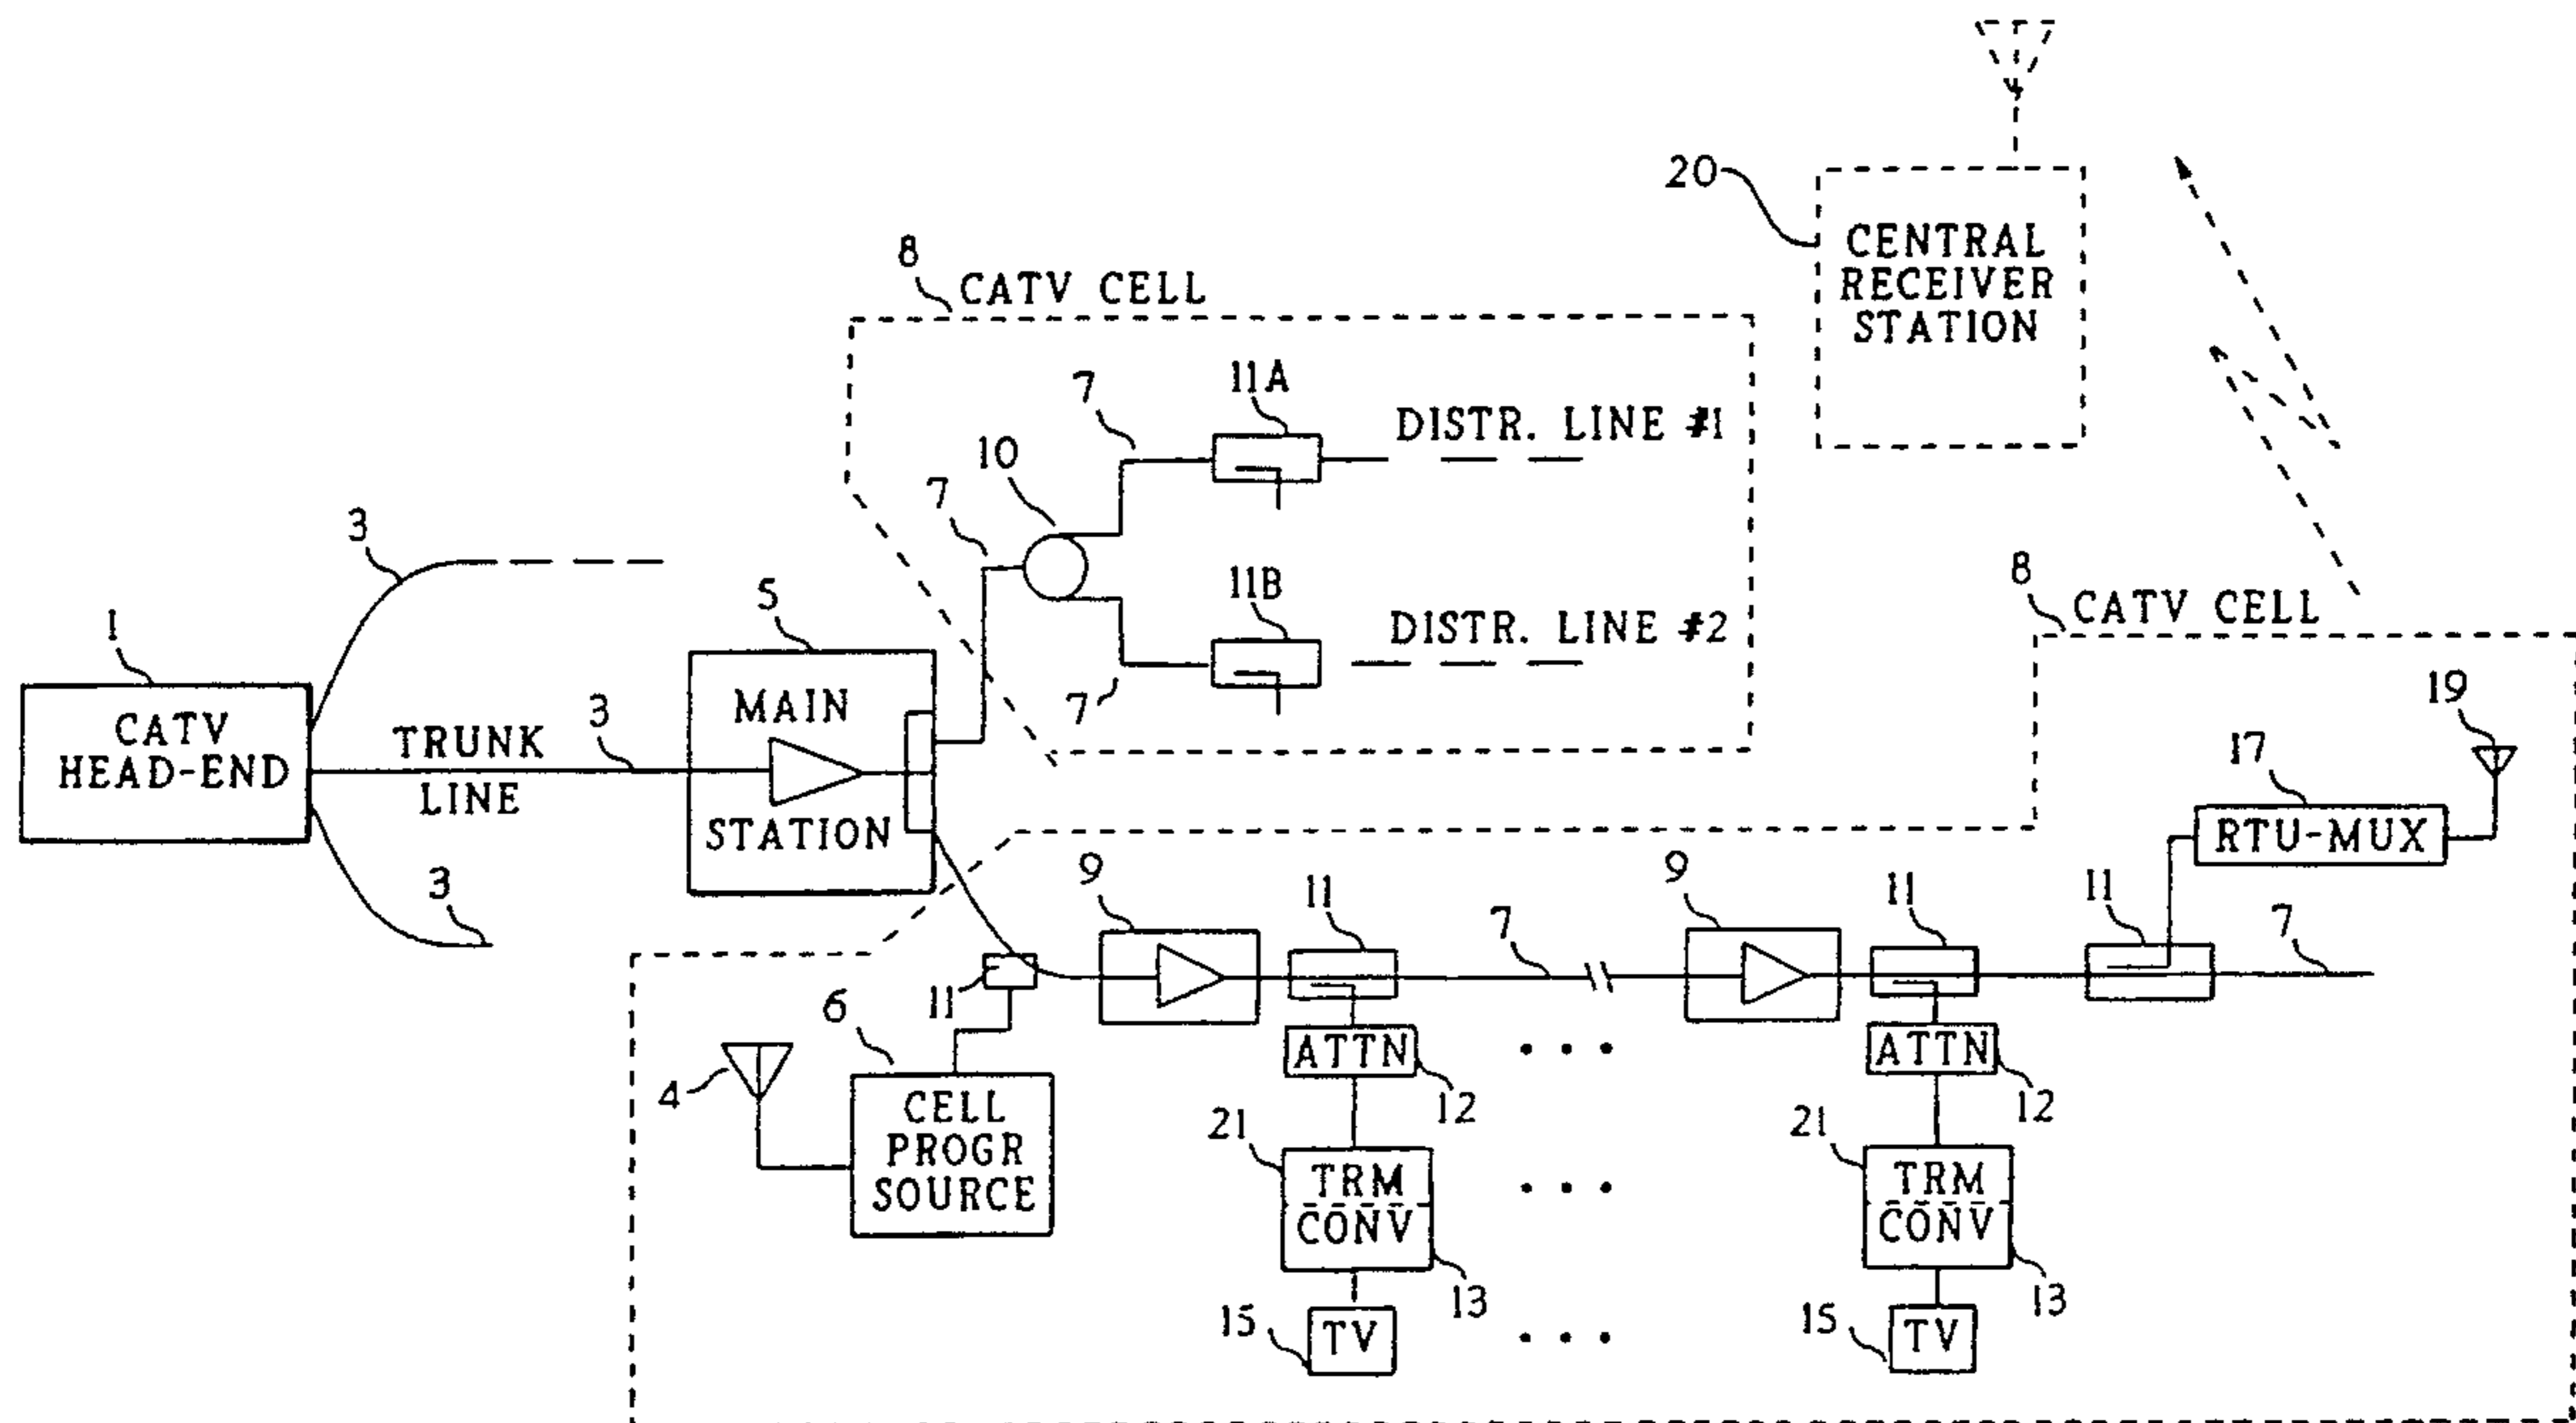 20
CENTRAL
RECEIVER
STATION
8
CATV CELL
7
11A
DISTR. LINE #1
10
7
11B
DISTR. LINE #2
7
3
1
CATV
HEAD-END
TRUNK
LINE
3
3
5
MAIN
STATION
8
CATV CELL
19
17
RTU-MUX
9
11
7
9
11
11
7
11
6
4
CELL
PROGR
SOURCE
ATTN
12
ATTN
12
21
TRM
CONV
13
21
TRM
CONV
13
15
TV
15
TV